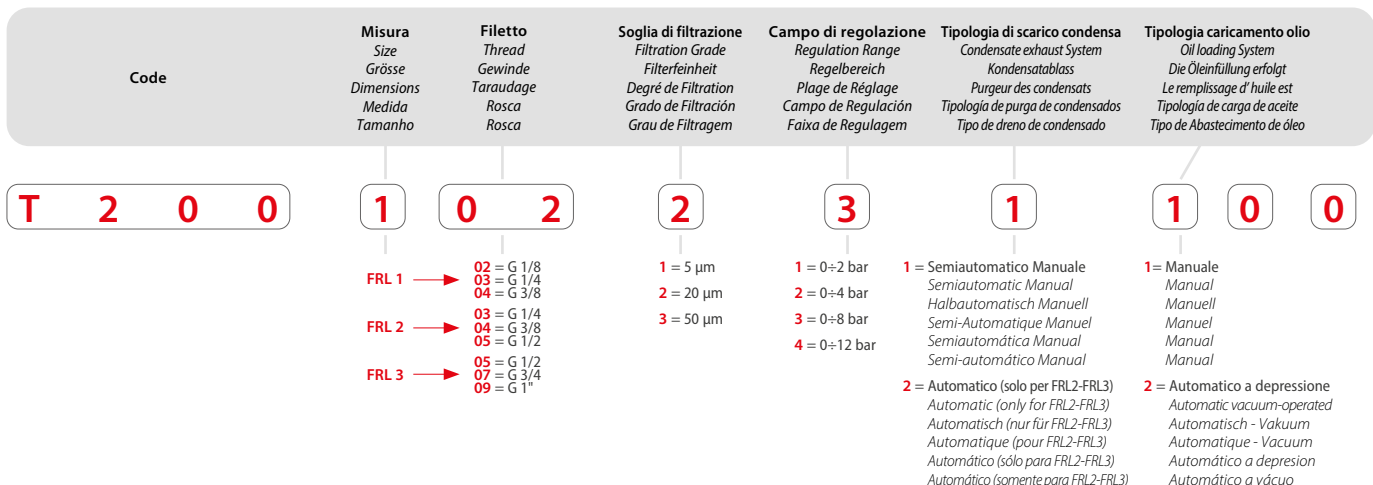 Code
Misura
Size
Grösse
Dimensions
Medida
Tamanho
Filetto
Thread
Gewinde
Taraudage
Rosca
Rosca
Soglia di filtrazione
Filtration Grade
Filterfeinheit
Degré de Filtration
Grado de Filtración
Grau de Filtragem
Campo di regolazione
Regulation Range
Regelbereich
Plage de Réglage
Campo de Regulación
Faixa de Regulagem
Tipologia di scarico condensa
Condensate exhaust System
Kondensatablass
Purgeur des condensats
Tipología de purga de condensados
Tipo de dreno de condensado
Tipologia caricamento olio
Oil loading System
Die Öleinfüllung erfolgt
Le remplissage d' huile est
Tipología de carga de aceite
Tipo de Abastecimento de óleo
T 2 0 0 1 0 2 2 3 1 1 0 0
FRL 1
02 = G 1/8
03 = G 1/4
04 = G 3/8
FRL 2
03 = G 1/4
04 = G 3/8
05 = G 1/2
FRL 3
05 = G 1/2
07 = G 3/4
09 = G 1"
1 = 5 µm
2 = 20 µm
3 = 50 µm
1 = 0÷2 bar
2 = 0÷4 bar
3 = 0÷8 bar
4 = 0÷12 bar
1 = Semiautomatico Manuale
Semiautomatic Manual
Halbautomatisch Manuell
Semi-Automatique Manuel
Semiautomática Manual
Semi-automático Manual
2 = Automatico (solo per FRL2-FRL3)
Automatic (only for FRL2-FRL3)
Automatisch (nur für FRL2-FRL3)
Automatique (pour FRL2-FRL3)
Automático (sólo para FRL2-FRL3)
Automático (somente para FRL2-FRL3)
1= Manuale
Manual
Manuell
Manuel
Manual
Manual
2 = Automatico a depressione
Automatic vacuum-operated
Automatisch - Vakuum
Automatique - Vacuum
Automático a depresion
Automático a vácuo